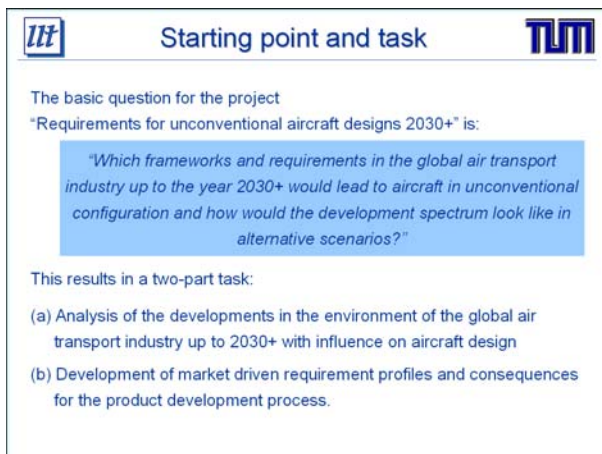 llt
Starting point and task
TUM
The basic question for the project
"Requirements for unconventional aircraft designs 2030+" is:
"Which frameworks and requirements in the global air transport
industry up to the year 2030+ would lead to aircraft in unconventional
configuration and how would the development spectrum look like in
alternative scenarios?"
This results in a two-part task:
(a) Analysis of the developments in the environment of the global air
transport industry up to 2030+ with influence on aircraft design
(b) Development of market driven requirement profiles and consequences
for the product development process.